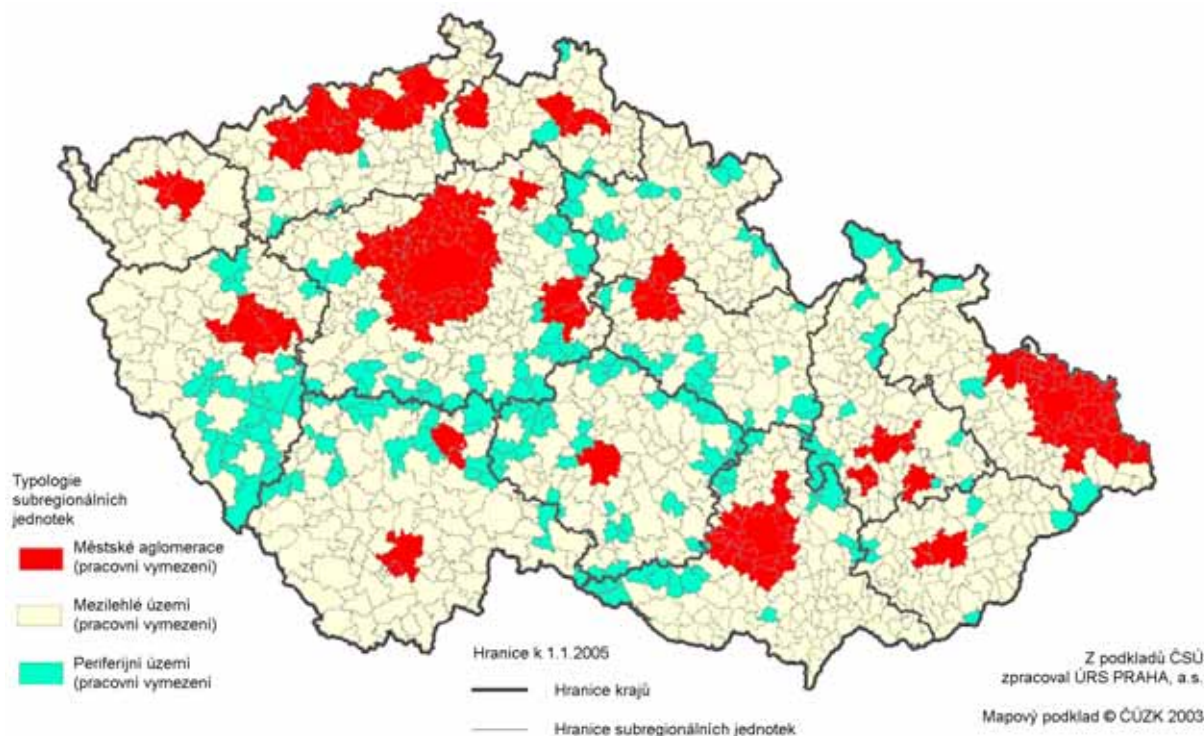 Typologie
subregionálních
jednotek
Městské aglomerace
(pracovní vymezení)
Mezilehlé území
(pracovní vymezení)
Periferijní území
(pracovní vymezení
Hranice k 1.1.2005
Hranice krajů
Hranice subregionálních jednotek
Z podkladů ČSÚ
zpracoval ÚRS PRAHA, a.s.
Mapový podklad © ČÚZK 2003